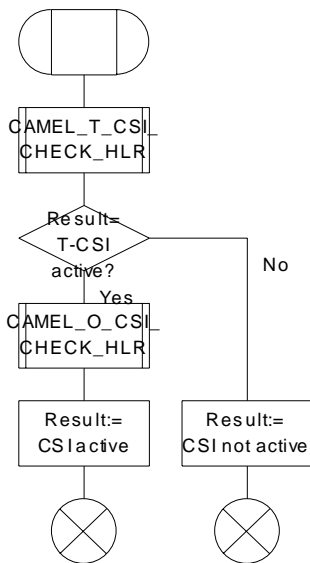 CAMEL_T_CSI_
CHECK_HLR
Result=
T-CSI
active?
No
Yes
CAMEL_O_CSI_
CHECK_HLR
Result:=
CSI active
Result:=
CSI not active